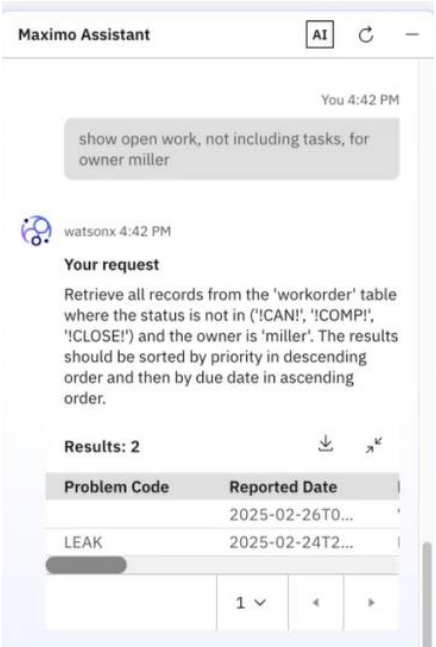 Maximo Assistant AI
You 4:42 PM
show open work, not including tasks, for
owner miller
watsonx 4:42 PM
Your request
Retrieve all records from the 'workorder' table
where the status is not in ('!CAN!', '!COMP!',
'!CLOSE!') and the owner is 'miller'. The results
should be sorted by priority in descending
order and then by due date in ascending
order.
Results: 2
Problem Code Reported Date
2025-02-26T0...
LEAK 2025-02-24T2...
1